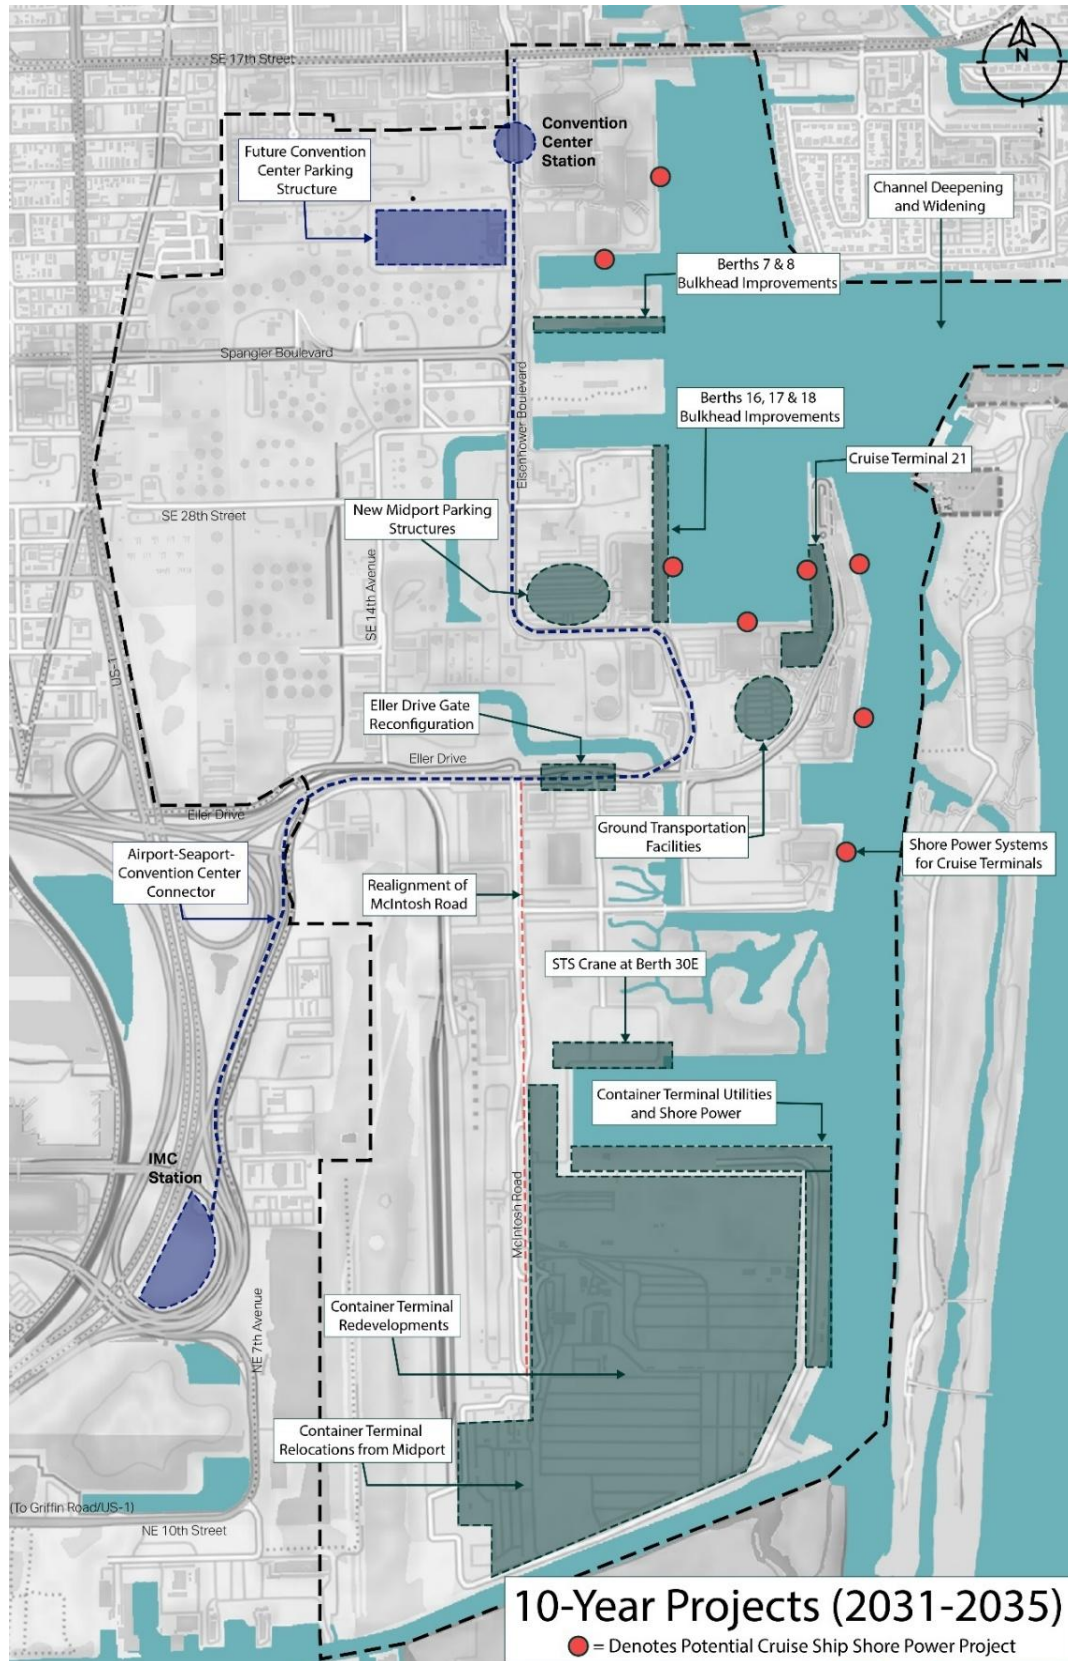 SE 17th Street
N
Convention
Center
Station
Future Convention
Center Parking
Structure
Channel Deepening
and Widening
Berths 7 & 8
Bulkhead Improvements
Spangler Boulevard
Eisenhower Boulevard
Berths 16, 17 & 18
Bulkhead Improvements
Cruise Terminal 21
SE 28th Street
New Midport Parking
Structures
SE 14th Avenue
US-1
Eller Drive Gate
Reconfiguration
Eller Drive
Eller Drive
Ground Transportation
Facilities
Shore Power Systems
for Cruise Terminals
Airport-Seaport-
Convention Center
Connector
Realignment of
McIntosh Road
STS Crane at Berth 30E
Container Terminal Utilities
and Shore Power
IMC
Station
McIntosh Road
NE 7th Avenue
Container Terminal
Redevelopments
Container Terminal
Relocations from Midport
(To Griffin Road/US-1)
NE 10th Street
10-Year Projects (2031-2035)
= Denotes Potential Cruise Ship Shore Power Project